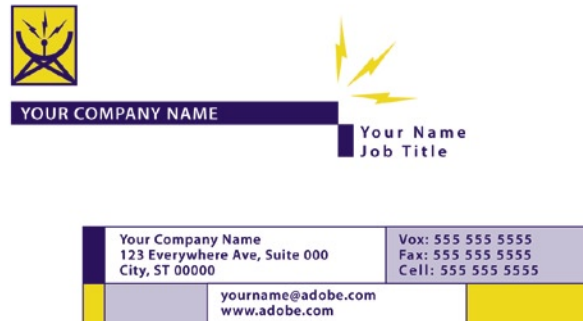 YOUR COMPANY NAME
Your Name
Job Title
Your Company Name
123 Everywhere Ave, Suite 000
City, ST 00000
Vox: 555 555 5555
Fax: 555 555 5555
Cell: 555 555 5555
yourname@adobe.com
www.adobe.com